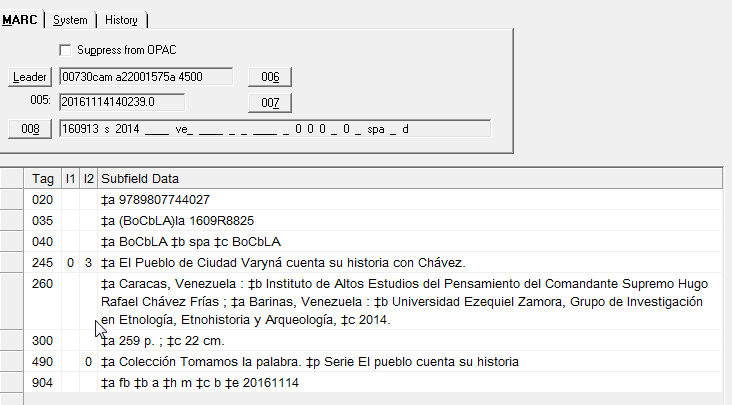 MARC System History
Suppress from OPAC
Leader 00730cam a22001575a 4500 006
005: 20161114140239.0 007
008 160913 s 2014 ____ ve_ ____ _ _ ____ _ 0 0 0 _ 0 _ spa _ d
Tag I1 I2 Subfield Data
020 ‡a 9789807744027
035 ‡a (BoCbLA)la 1609R8825
040 ‡a BoCbLA ‡b spa ‡c BoCbLA
245 0 3 ‡a El Pueblo de Ciudad Varyná cuenta su historia con Chávez.
260 ‡a Caracas, Venezuela : ‡b Instituto de Altos Estudios del Pensamiento del Comandante Supremo Hugo
Rafael Chávez Frías ; ‡a Barinas, Venezuela : ‡b Universidad Ezequiel Zamora, Grupo de Investigación
en Etnología, Etnohistoria y Arqueología, ‡c 2014.
300 ‡a 259 p. ; ‡c 22 cm.
490 0 ‡a Colección Tomamos la palabra. ‡p Serie El pueblo cuenta su historia
904 ‡a fb ‡b a ‡h m ‡c b ‡e 20161114